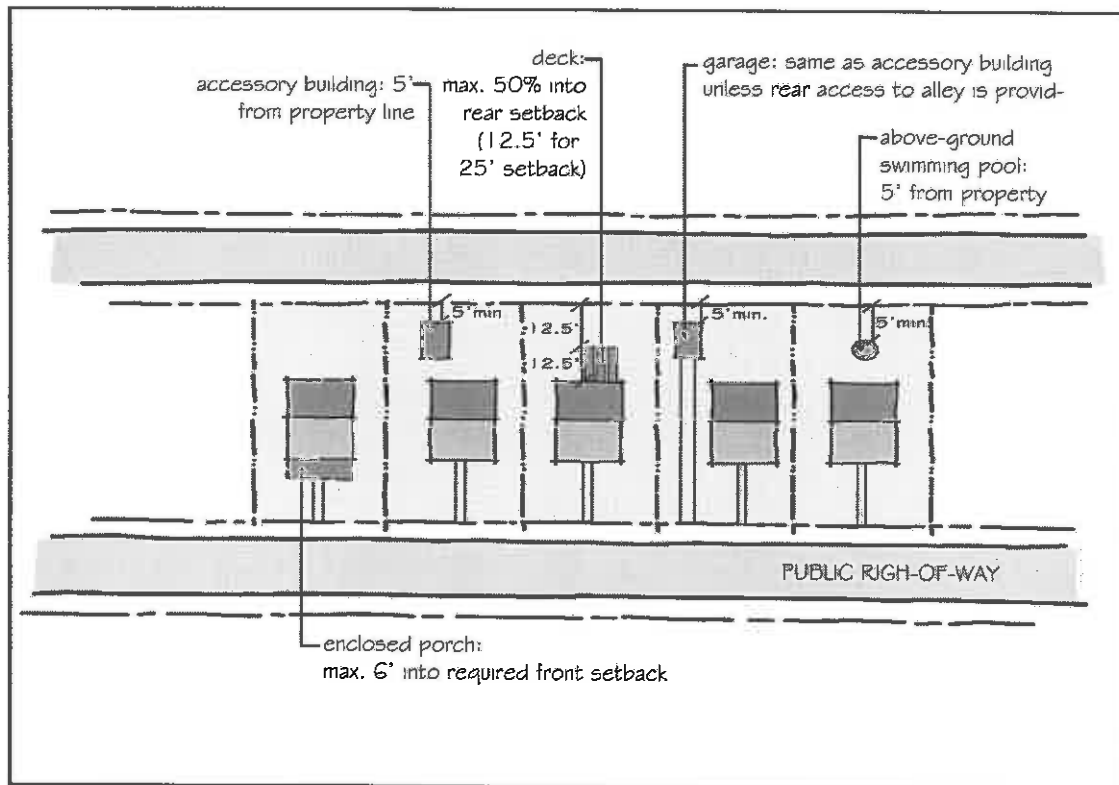 deck:
max. 50% into
rear setback
(12.5' for
25' setback)
accessory building: 5'
from property line
garage: same as accessory building
unless rear access to alley is provid-
above-ground
swimming pool:
5' from property
5' min
12.5'
12.5'
5' min.
5' min.
PUBLIC RIGH-OF-WAY
enclosed porch:
max. 6' into required front setback